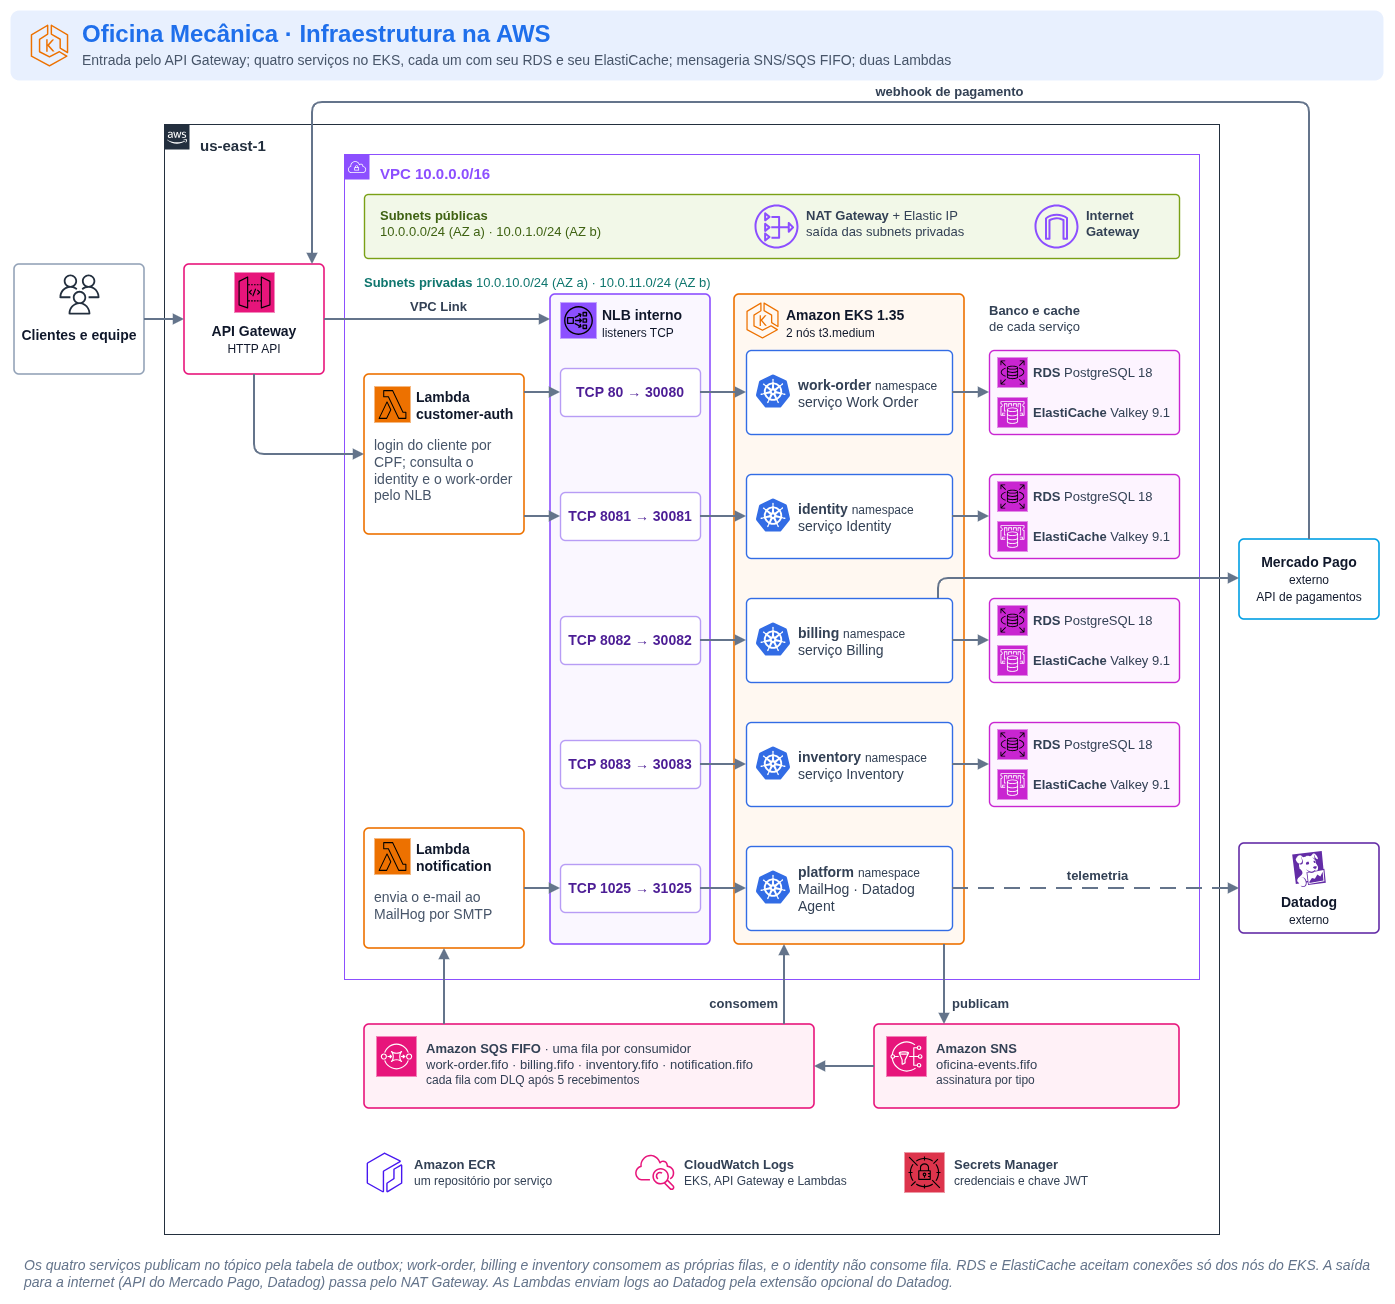 Oficina Mecânica · Infraestrutura na AWS
Entrada pelo API Gateway; quatro serviços no EKS, cada um com seu RDS e seu ElastiCache; mensageria SNS/SQS FIFO; duas Lambdas
webhook de pagamento
aws
us-east-1
VPC 10.0.0.0/16
Subnets públicas
10.0.0.0/24 (AZ a) · 10.0.1.0/24 (AZ b)
NAT Gateway + Elastic IP
saída das subnets privadas
Internet
Gateway
Subnets privadas 10.0.10.0/24 (AZ a) · 10.0.11.0/24 (AZ b)
Clientes e equipe
API Gateway
HTTP API
VPC Link
NLB interno
listeners TCP
Amazon EKS 1.35
2 nós t3.medium
Banco e cache
de cada serviço
Lambda
customer-auth
login do cliente por
CPF; consulta o
identity e o work-order
pelo NLB
TCP 80 → 30080
work-order namespace
serviço Work Order
RDS PostgreSQL 18
ElastiCache Valkey 9.1
TCP 8081 → 30081
identity namespace
serviço Identity
RDS PostgreSQL 18
ElastiCache Valkey 9.1
Mercado Pago
externo
API de pagamentos
TCP 8082 → 30082
billing namespace
serviço Billing
RDS PostgreSQL 18
ElastiCache Valkey 9.1
TCP 8083 → 30083
inventory namespace
serviço Inventory
RDS PostgreSQL 18
ElastiCache Valkey 9.1
Lambda
notification
envia o e-mail ao
MailHog por SMTP
TCP 1025 → 31025
platform namespace
MailHog · Datadog
Agent
telemetria
Datadog
externo
consomem
publicam
Amazon SQS FIFO · uma fila por consumidor
work-order.fifo · billing.fifo · inventory.fifo · notification.fifo
cada fila com DLQ após 5 recebimentos
Amazon SNS
oficina-events.fifo
assinatura por tipo
Amazon ECR
um repositório por serviço
CloudWatch Logs
EKS, API Gateway e Lambdas
Secrets Manager
credenciais e chave JWT
Os quatro serviços publicam no tópico pela tabela de outbox; work-order, billing e inventory consomem as próprias filas, e o identity não consome fila. RDS e ElastiCache aceitam conexões só dos nós do EKS. A saída
para a internet (API do Mercado Pago, Datadog) passa pelo NAT Gateway. As Lambdas enviam logs ao Datadog pela extensão opcional do Datadog.